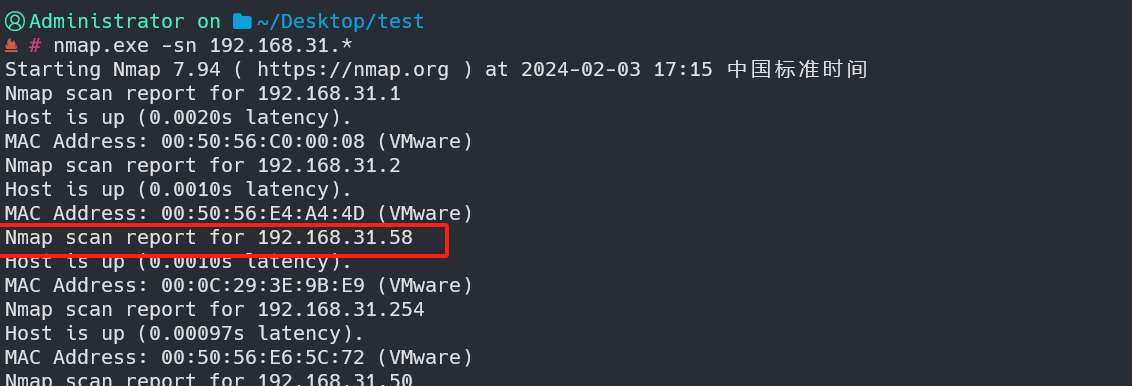 Administrator on ~/Desktop/test
# nmap.exe -sn 192.168.31.*
Starting Nmap 7.94 ( https://nmap.org ) at 2024-02-03 17:15 中国标准时间
Nmap scan report for 192.168.31.1
Host is up (0.0020s latency).
MAC Address: 00:50:56:C0:00:08 (VMware)
Nmap scan report for 192.168.31.2
Host is up (0.0010s latency).
MAC Address: 00:50:56:E4:A4:4D (VMware)
Nmap scan report for 192.168.31.58
Host is up (0.0010s latency).
MAC Address: 00:0C:29:3E:9B:E9 (VMware)
Nmap scan report for 192.168.31.254
Host is up (0.00097s latency).
MAC Address: 00:50:56:E6:5C:72 (VMware)
Nmap scan report for 192.168.31.50